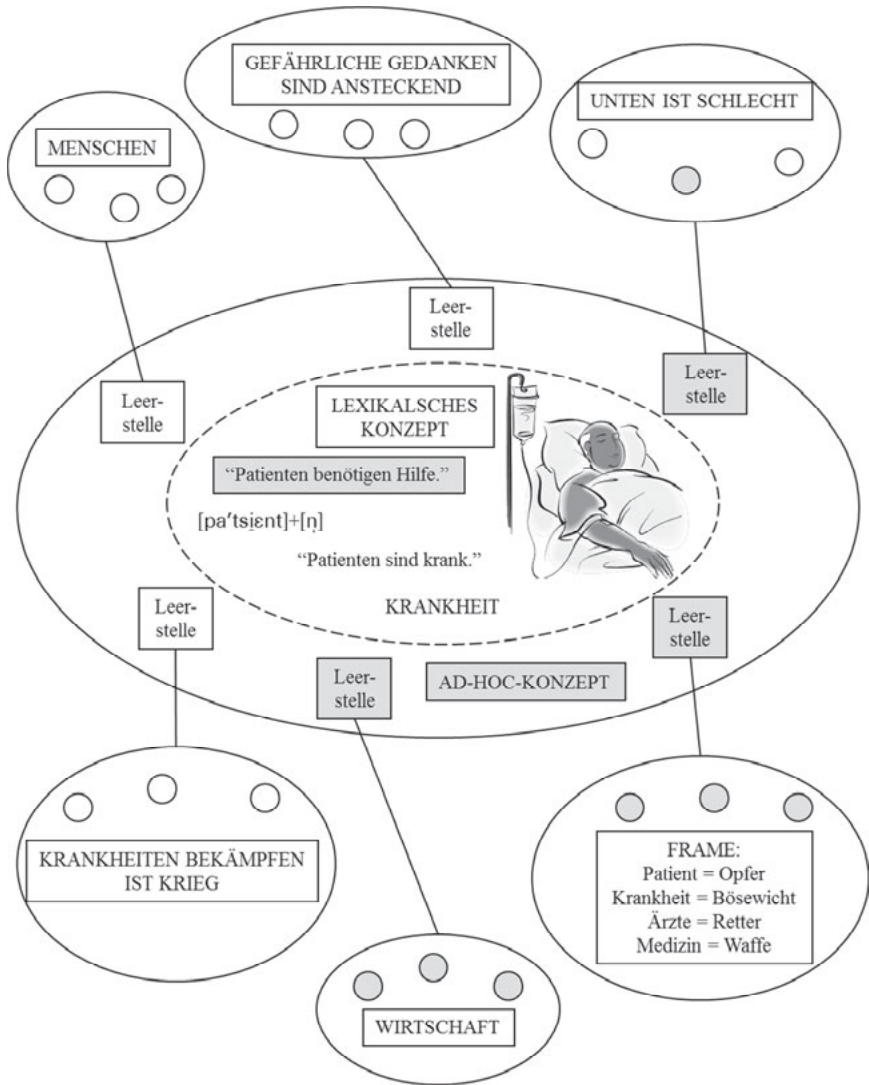 GEFÄHRLICHE GEDANKEN
SIND ANSTECKEND
UNTEN IST SCHLECHT
MENSCHEN
Leer-
stelle
Leer-
stelle
Leer-
stelle
LEXIKALSCHES
KONZEPT
“Patienten benötigen Hilfe.”
[pa'tsi̯ɛnt]+[n̩]
“Patienten sind krank.”
KRANKHEIT
Leer-
stelle
Leer-
stelle
Leer-
stelle
AD-HOC-KONZEPT
KRANKHEITEN BEKÄMPFEN
IST KRIEG
FRAME:
Patient = Opfer
Krankheit = Bösewicht
Ärzte = Retter
Medizin = Waffe
WIRTSCHAFT